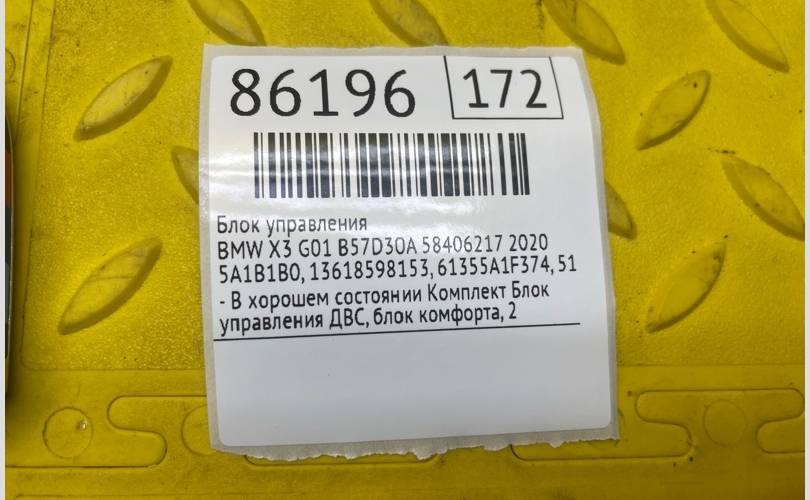 86196 172
Блок управления
BMW X3 G01 B57D30A 58406217 2020
5A1B1B0, 13618598153, 61355A1F374, 51
- В хорошем состоянии Комплект Блок
управления ДВС, блок комфорта, 2